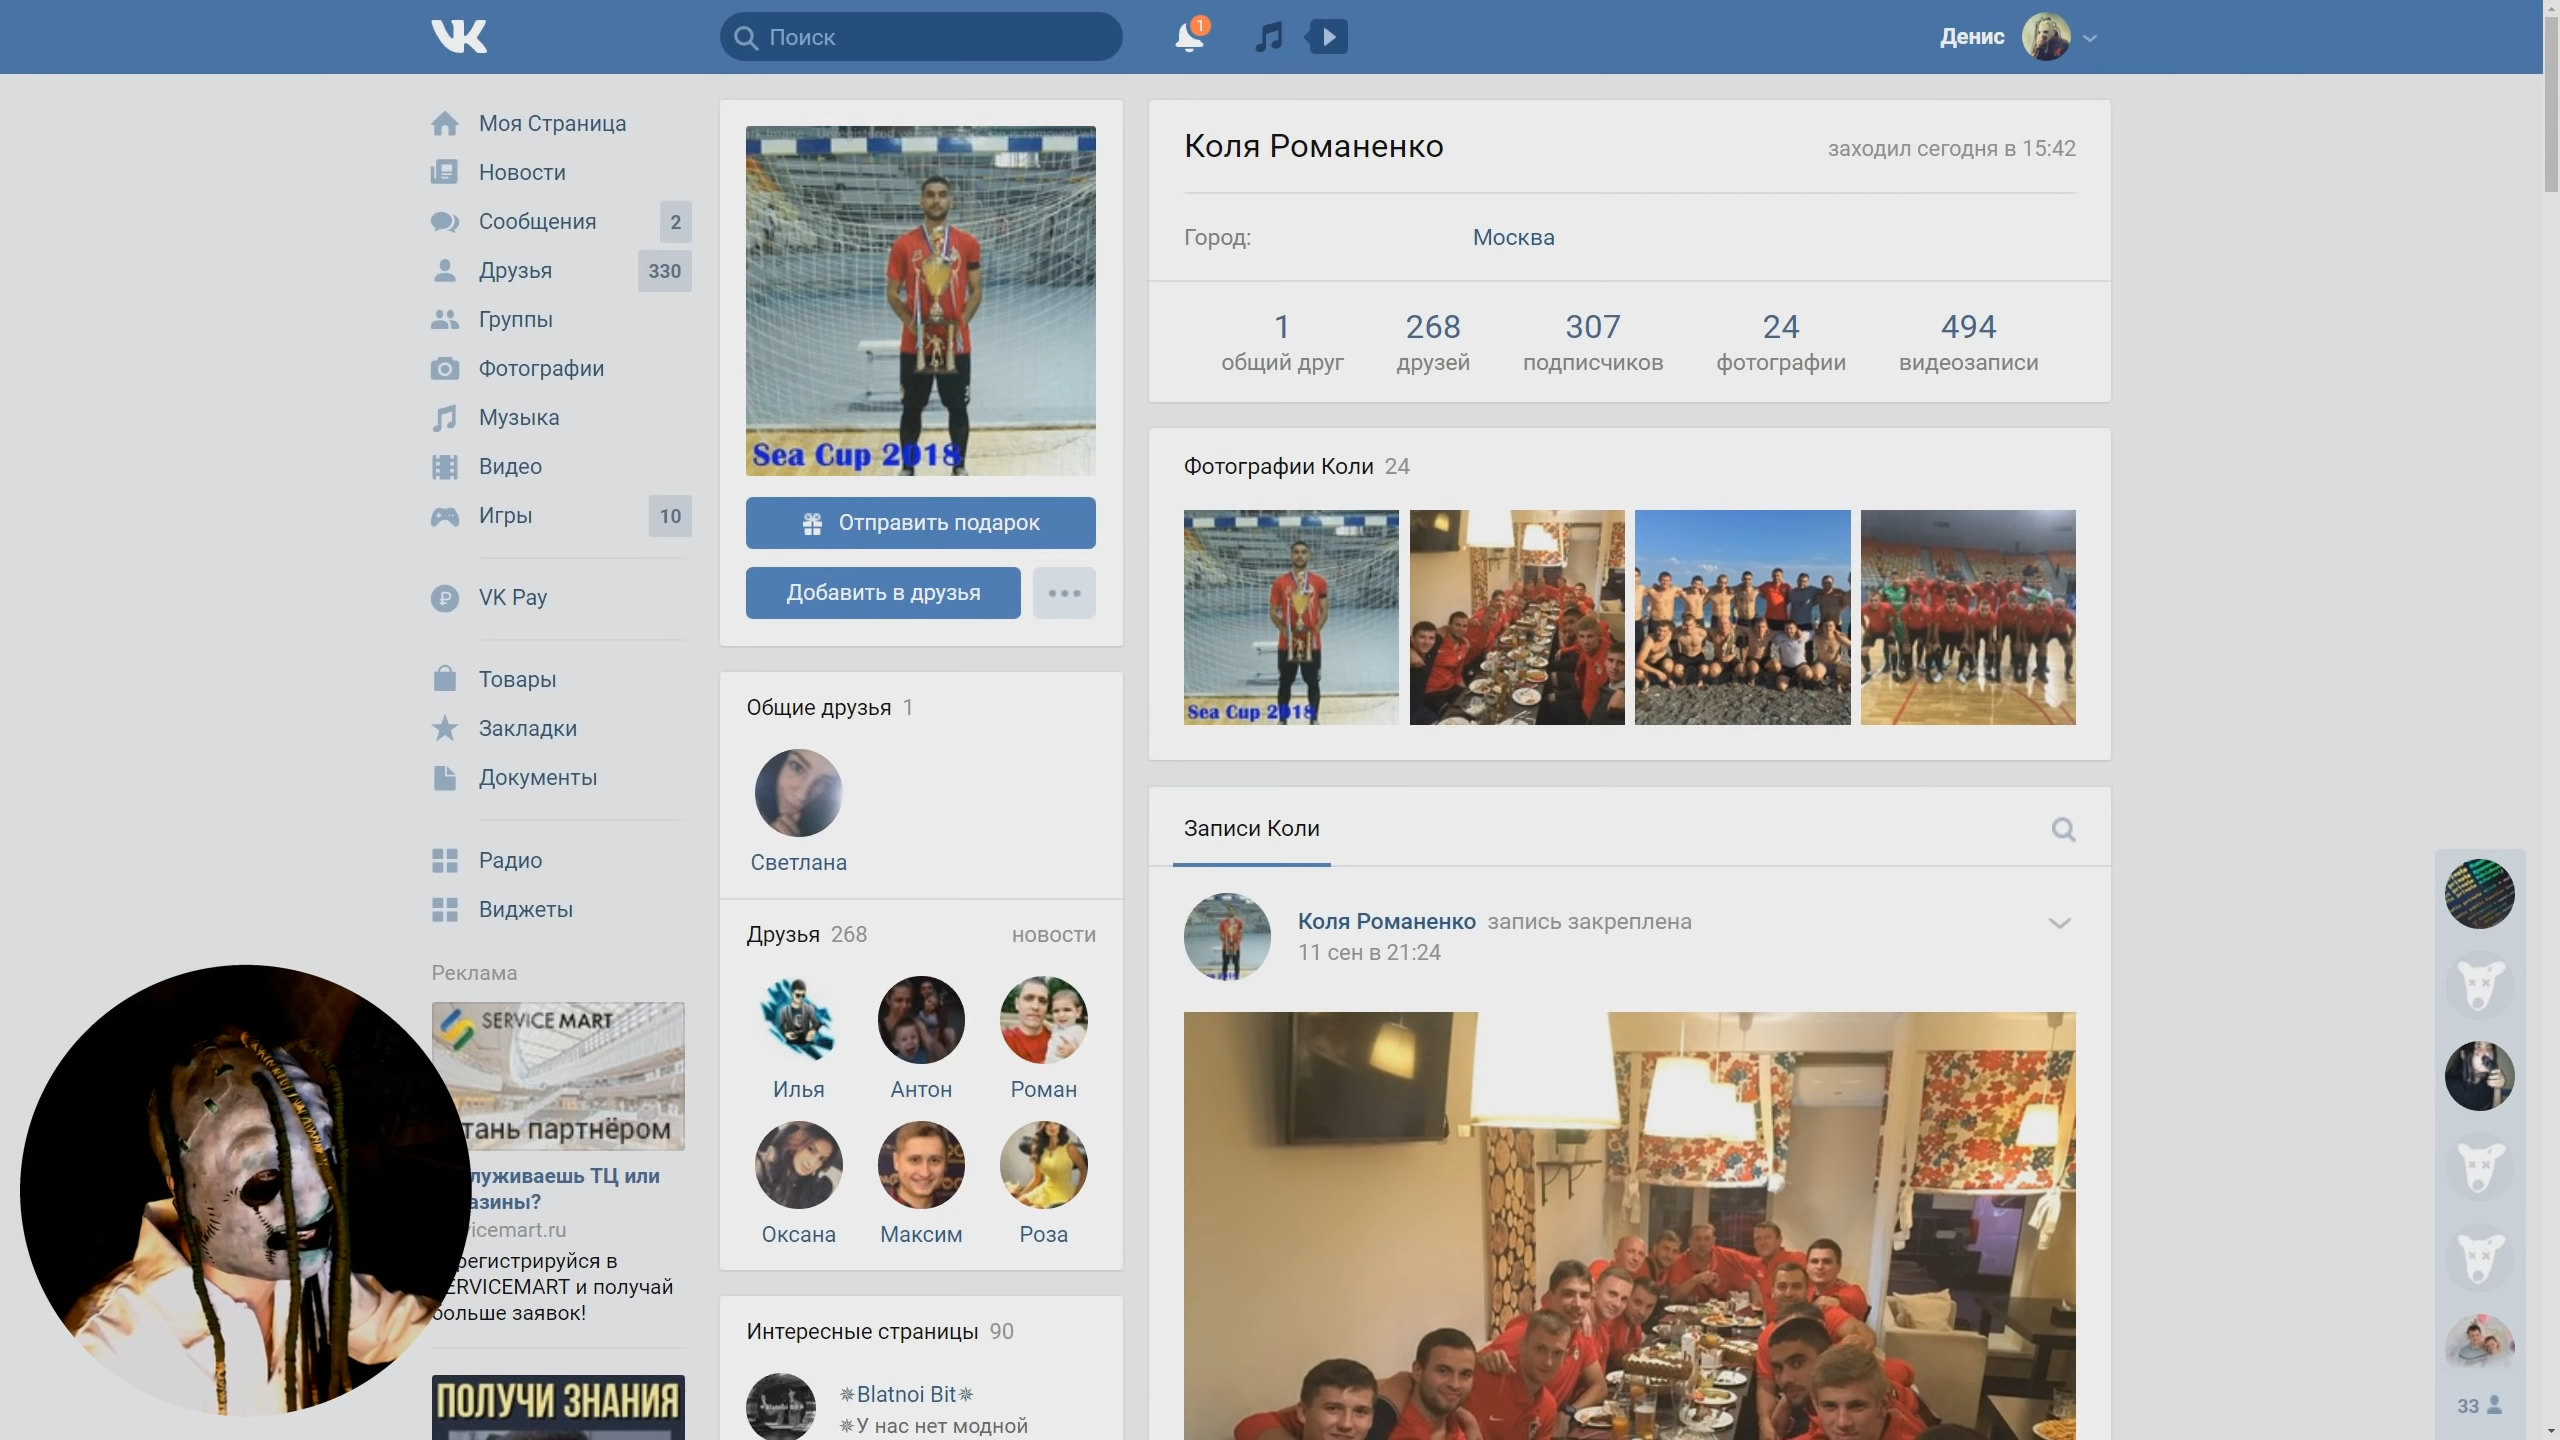 Поиск
1
Денис
Моя Страница
Новости
Сообщения 2
Друзья 330
Группы
Фотографии
Музыка
Видео
Игры 10
VK Pay
Товары
Закладки
Документы
Радио
Виджеты
Реклама
SERVICE MART
тань партнёром
луживаешь ТЦ или
азины?
icemart.ru
регистрируйся в
ERVICEMART и получай
больше заявок!
ПОЛУЧИ ЗНАНИЯ
Sea Cup 2018
Отправить подарок
Добавить в друзья
Общие друзья 1
Светлана
Друзья 268 новости
Илья Антон Роман
Оксана Максим Роза
Интересные страницы 90
✵Blatnoi Bit✵
✵У нас нет модной
Коля Романенко заходил сегодня в 15:42
Город: Москва
1 268 307 24 494
общий друг друзей подписчиков фотографии видеозаписи
Фотографии Коли 24
Sea Cup 2018
Записи Коли
Коля Романенко запись закреплена
11 сен в 21:24
33